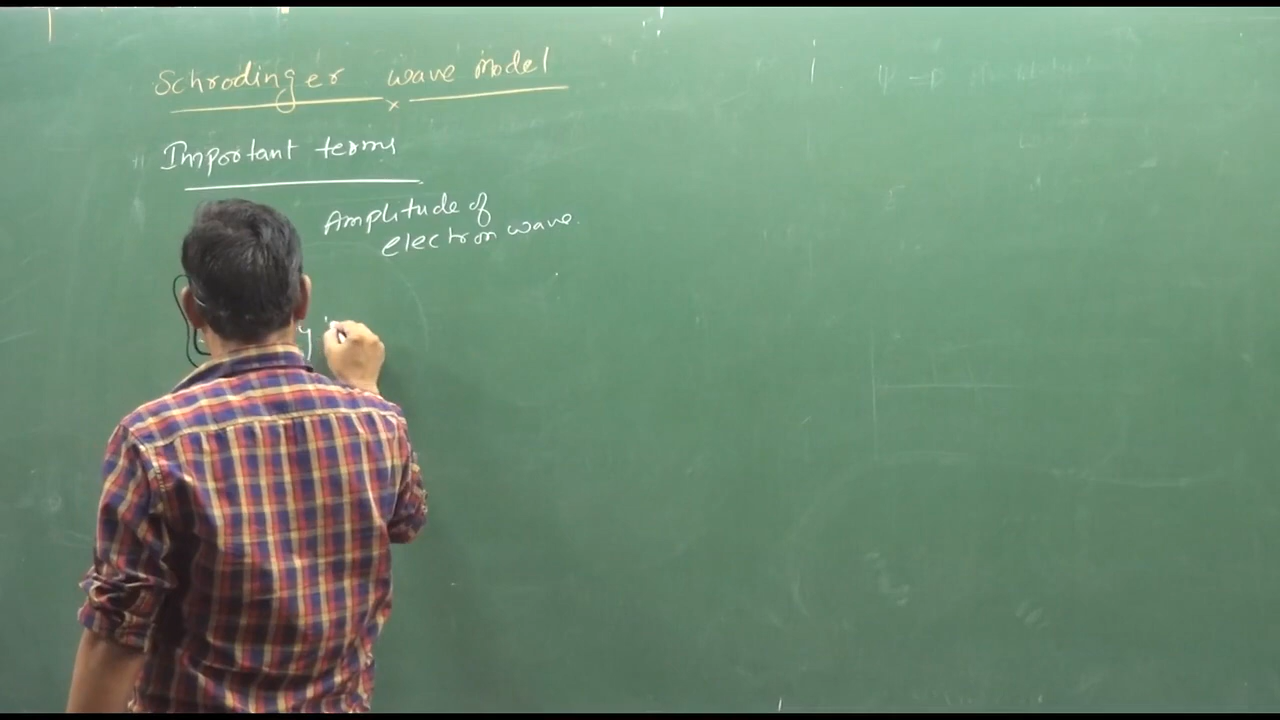 Schrodinger wave Model
Important terms
Amplitude of
electron wave.
y